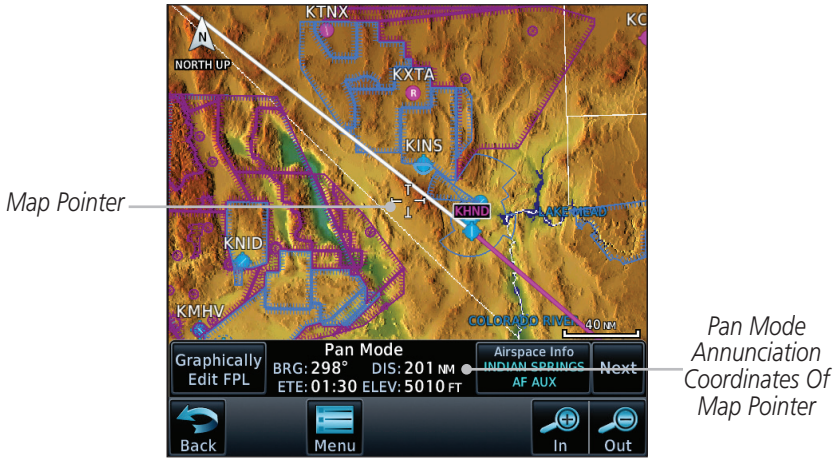 KTNX
KC
N
NORTH UP
KXTA
R
KINS
Map Pointer
KHND
LAKE MEAD
KNID
KMHV
COLORADO RIVER
40 NM
Graphically
Edit FPL
Pan Mode
BRG: 298° DIS: 201 NM
ETE: 01:30 ELEV: 5010 FT
Airspace Info
INDIAN SPRINGS
AF AUX
Next
Pan Mode
Annunciation
Coordinates Of
Map Pointer
Back
Menu
In
Out